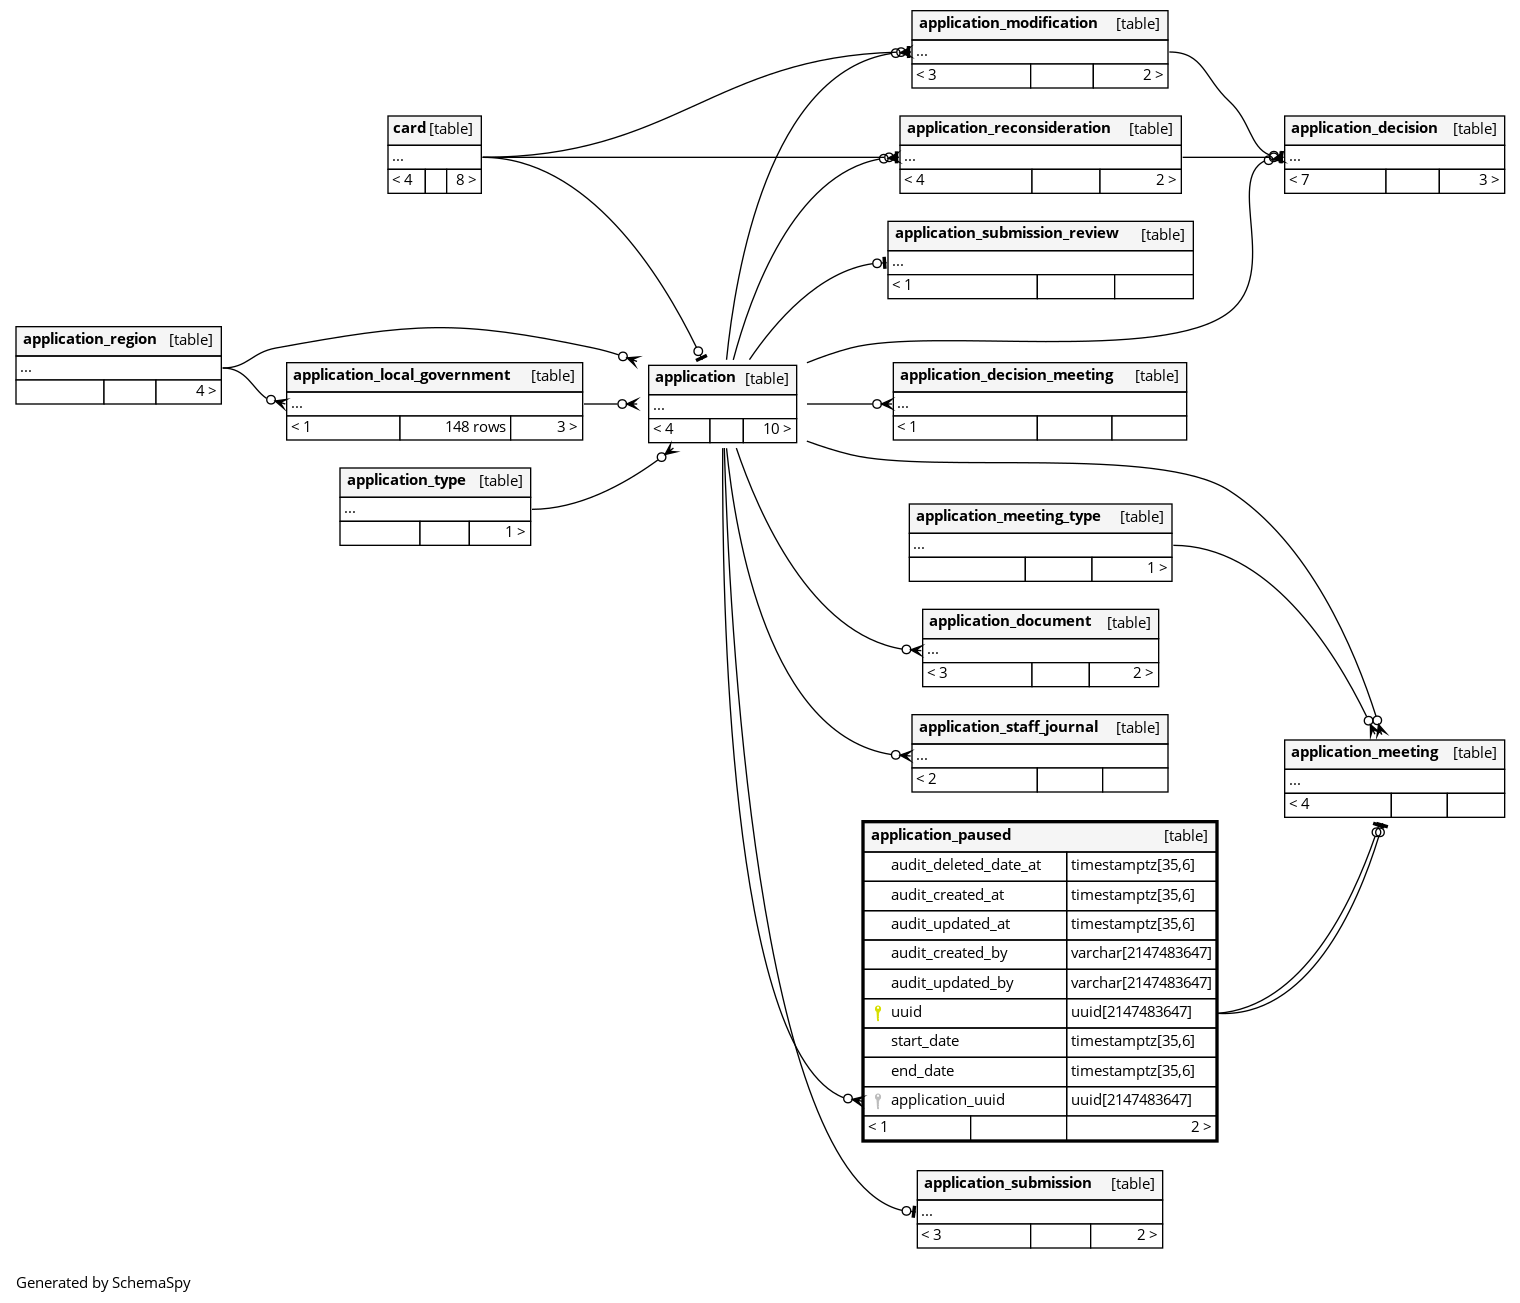 application_modification [table]
...
< 3 2 >
card [table]
...
< 4 8 >
application_reconsideration [table]
...
< 4 2 >
application_decision [table]
...
< 7 3 >
application_submission_review [table]
...
< 1
application_region [table]
...
4 >
application_local_government [table]
...
< 1 148 rows 3 >
application [table]
...
< 4 10 >
application_decision_meeting [table]
...
< 1
application_type [table]
...
1 >
application_meeting_type [table]
...
1 >
application_document [table]
...
< 3 2 >
application_staff_journal [table]
...
< 2
application_meeting [table]
...
< 4
application_paused [table]
audit_deleted_date_at timestamptz[35,6]
audit_created_at timestamptz[35,6]
audit_updated_at timestamptz[35,6]
audit_created_by varchar[2147483647]
audit_updated_by varchar[2147483647]
uuid uuid[2147483647]
start_date timestamptz[35,6]
end_date timestamptz[35,6]
application_uuid uuid[2147483647]
< 1 2 >
application_submission [table]
...
< 3 2 >
Generated by SchemaSpy